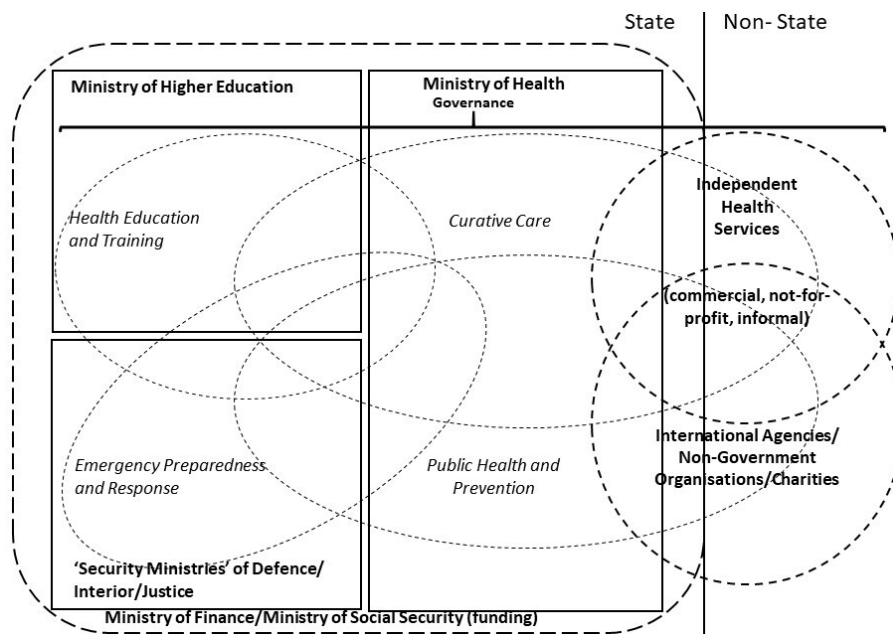 State
Non- State
Ministry of Higher Education
Ministry of Health
Governance
Health Education
and Training
Curative Care
Independent
Health
Services
(commercial, not-for-
profit, informal)
Emergency Preparedness
and Response
Public Health and
Prevention
International Agencies/
Non-Government
Organisations/Charities
‘Security Ministries’ of Defence/
Interior/Justice
Ministry of Finance/Ministry of Social Security (funding)